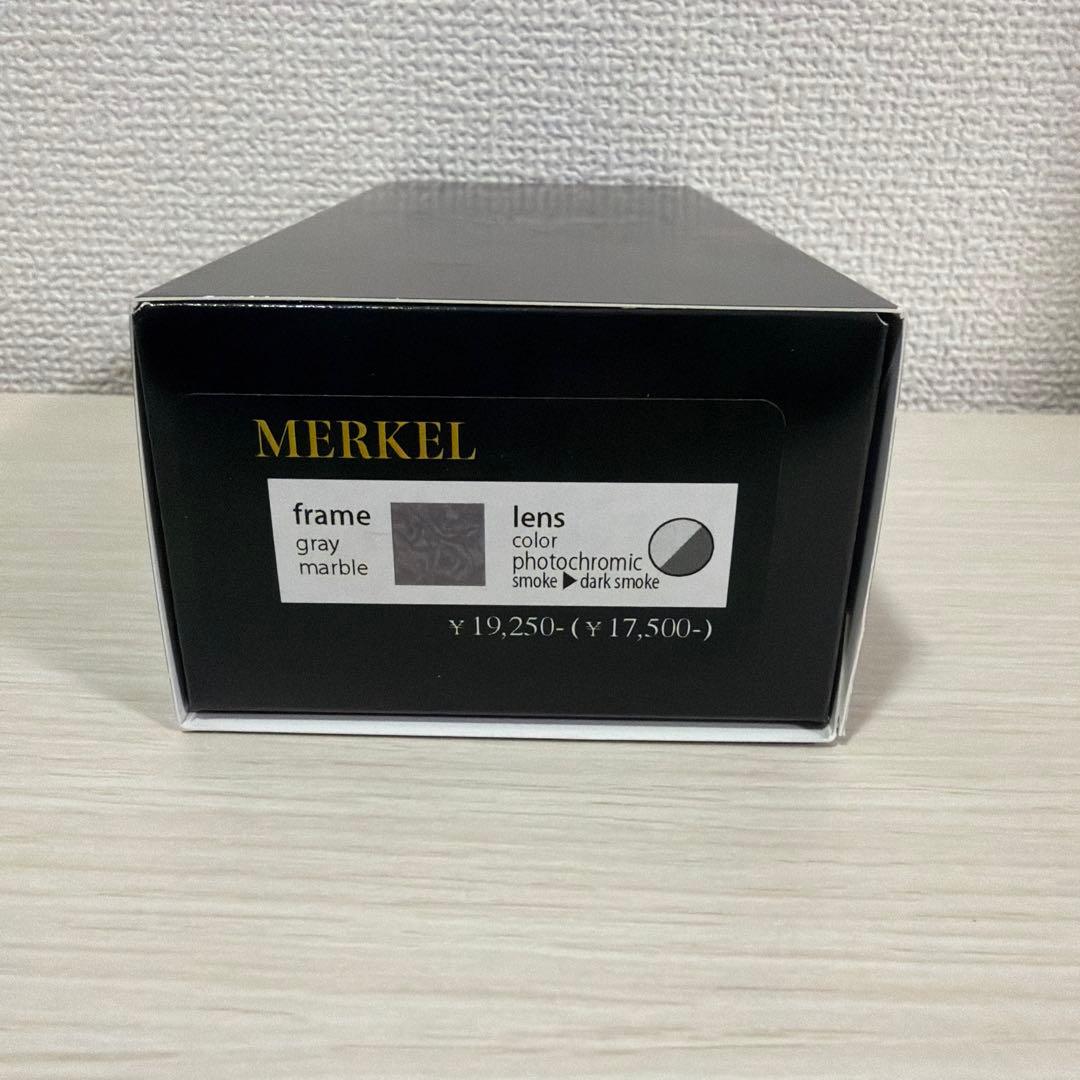 MERKEL
frame
gray
marble
lens
color
photochromic
smoke ▶ dark smoke
¥ 19,250- ( ¥ 17,500-)